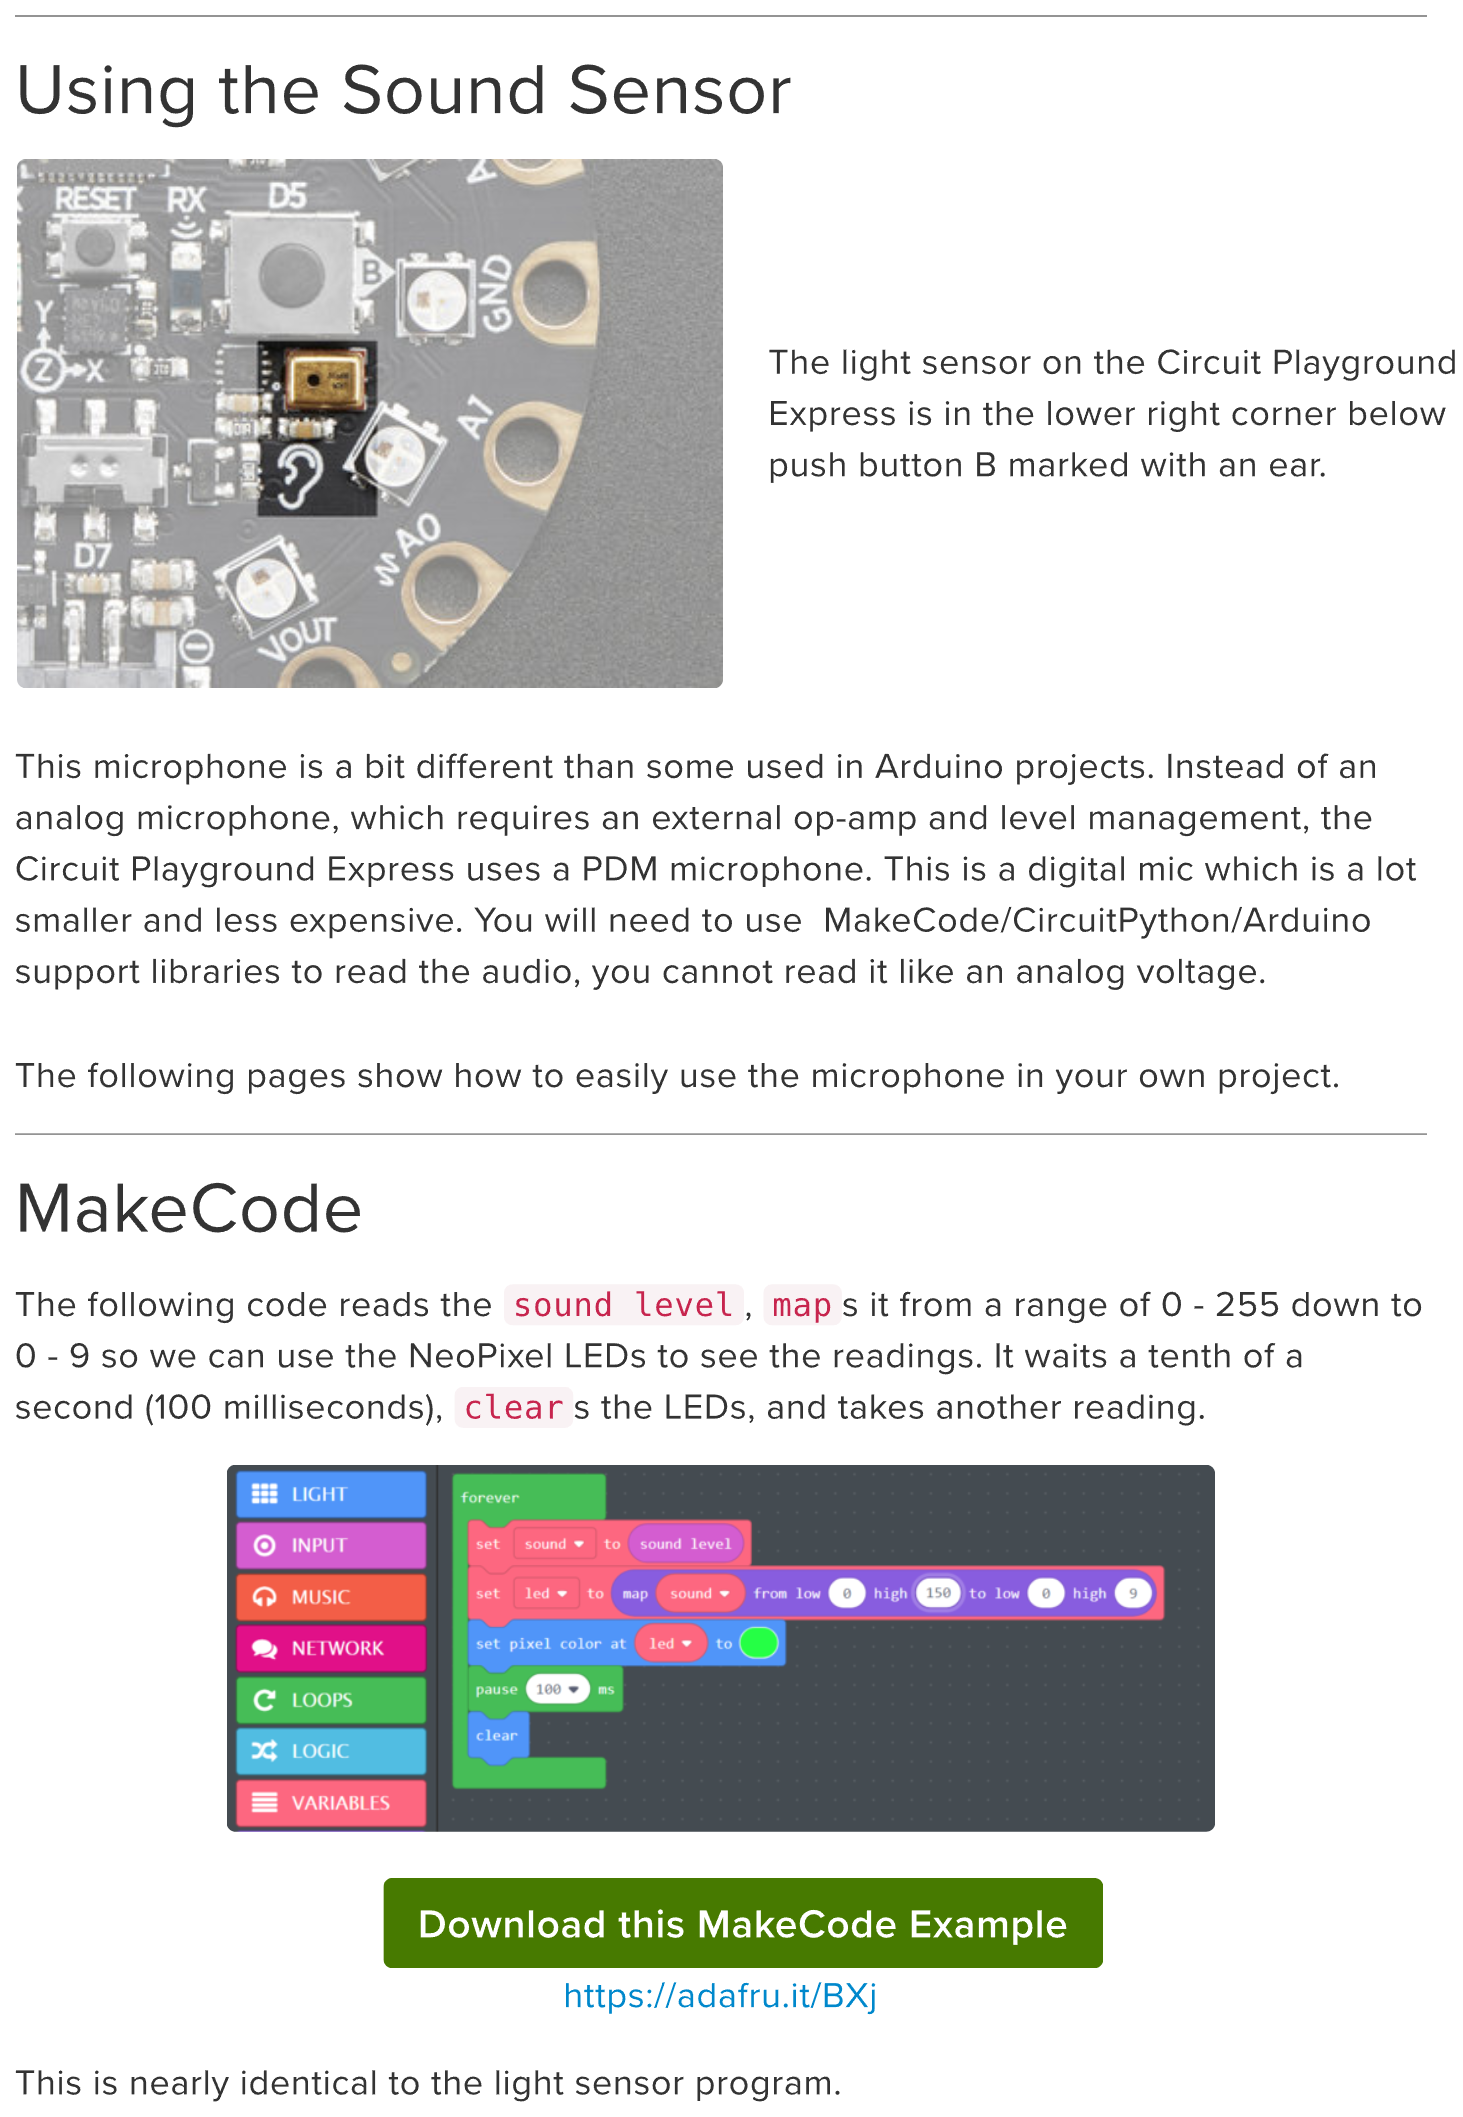 Using the Sound Sensor
RESET RX D5
B
GND
Y
Z X
A1
A0
D7
VOUT
The light sensor on the Circuit Playground
Express is in the lower right corner below
push button B marked with an ear.
This microphone is a bit different than some used in Arduino projects. Instead of an
analog microphone, which requires an external op-amp and level management, the
Circuit Playground Express uses a PDM microphone. This is a digital mic which is a lot
smaller and less expensive. You will need to use MakeCode/CircuitPython/Arduino
support libraries to read the audio, you cannot read it like an analog voltage.
The following pages show how to easily use the microphone in your own project.
MakeCode
The following code reads the sound level, maps it from a range of 0 - 255 down to
0 - 9 so we can use the NeoPixel LEDs to see the readings. It waits a tenth of a
second (100 milliseconds), clears the LEDs, and takes another reading.
LIGHT
INPUT
MUSIC
NETWORK
LOOPS
LOGIC
VARIABLES
forever
set sound to sound level
set led to map sound from low 0 high 150 to low 0 high 9
set pixel color at led to
pause 100 ms
clear
Download this MakeCode Example
https://adafru.it/BXj
This is nearly identical to the light sensor program.